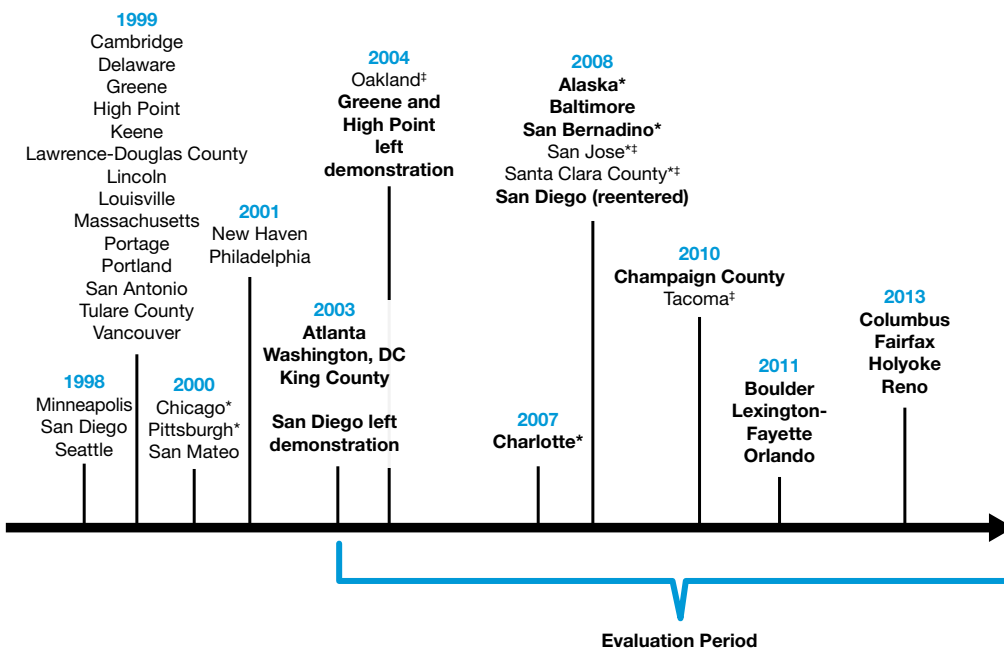 1999
Cambridge
Delaware
Greene
High Point
Keene
Lawrence-Douglas County
Lincoln
Louisville
Massachusetts
Portage
Portland
San Antonio
Tulare County
Vancouver
1998
Minneapolis
San Diego
Seattle
2000
Chicago*
Pittsburgh*
San Mateo
2001
New Haven
Philadelphia
2003
Atlanta
Washington, DC
King County
San Diego left
demonstration
2004
Oakland‡
Greene and
High Point
left
demonstration
2007
Charlotte*
2008
Alaska*
Baltimore
San Bernadino*
San Jose*‡
Santa Clara County*‡
San Diego (reentered)
2010
Champaign County
Tacoma‡
2011
Boulder
Lexington-
Fayette
Orlando
2013
Columbus
Fairfax
Holyoke
Reno
Evaluation Period